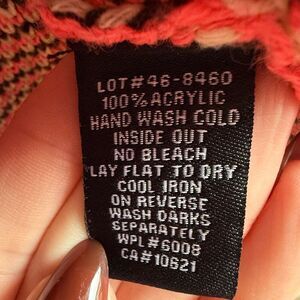 LOT#46-8460
100% ACRYLIC
HAND WASH COLD
INSIDE OUT
NO BLEACH
LAY FLAT TO DRY
COOL IRON
ON REVERSE
WASH DARKS
SEPARATELY
WPL#6008
CA#10621